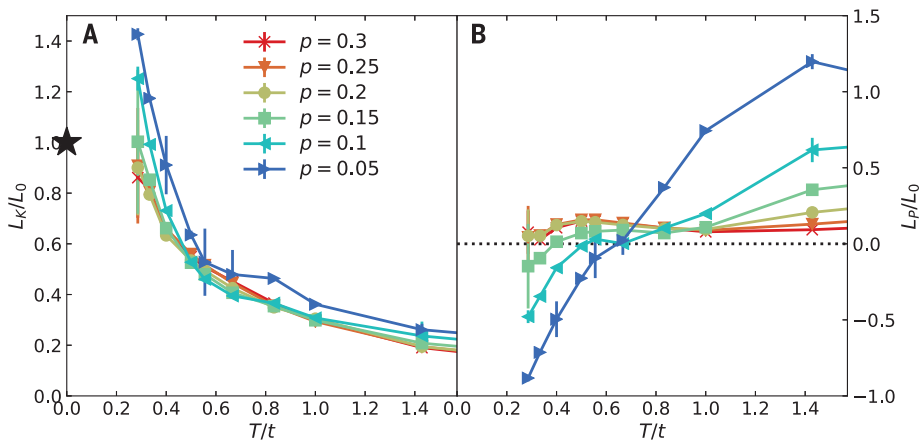 A
B
1.4
1.2
1.0
0.8
0.6
0.4
0.2
0.0
L_K/L_0
p = 0.3
p = 0.25
p = 0.2
p = 0.15
p = 0.1
p = 0.05
0.0 0.2 0.4 0.6 0.8 1.0 1.2 1.4
T/t
0.0 0.2 0.4 0.6 0.8 1.0 1.2 1.4
T/t
1.5
1.0
0.5
0.0
−0.5
−1.0
L_P/L_0